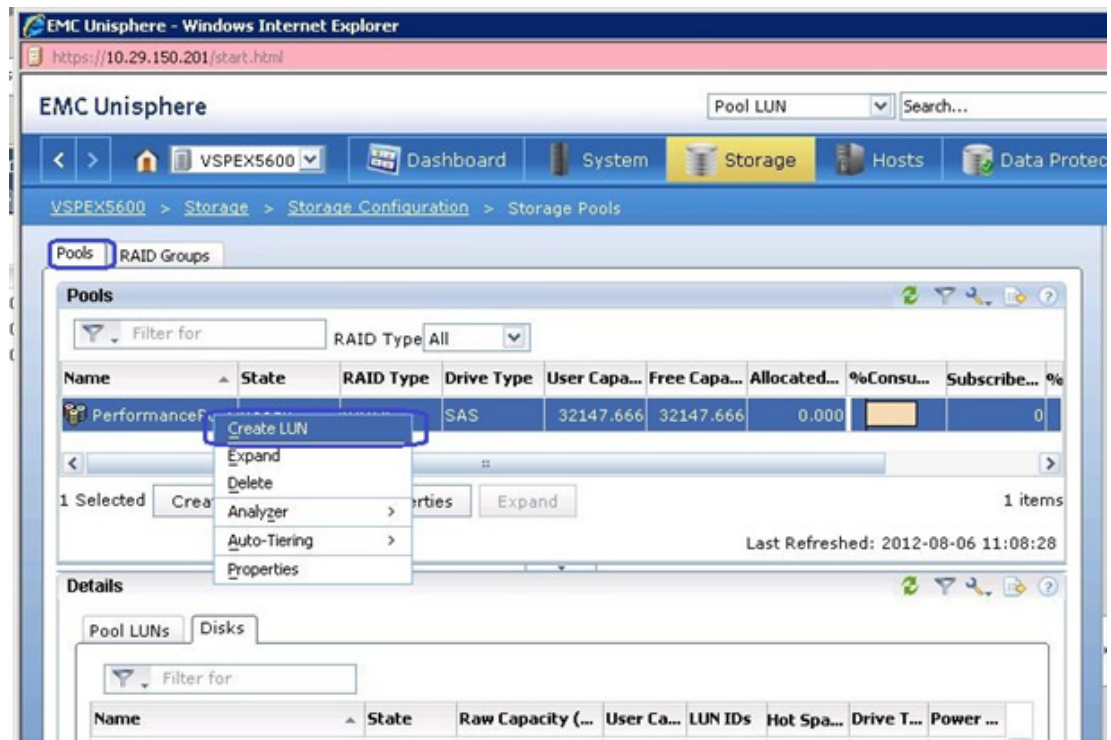 EMC Unisphere - Windows Internet Explorer
https://10.29.150.201/start.html
EMC Unisphere
Pool LUN
Search...
VSPEX5600
Dashboard
System
Storage
Hosts
Data Protec
VSPEX5600 > Storage > Storage Configuration > Storage Pools
Pools
RAID Groups
Pools
Filter for
RAID Type All
Name State RAID Type Drive Type User Capa... Free Capa... Allocated... %Consu... Subscribe... %
SAS 32147.666 32147.666 0.000 0
Create LUN
Expand
Delete
Analyzer >
Auto-Tiering >
Properties
1 Selected
Expand
1 items
Last Refreshed: 2012-08-06 11:08:28
Details
Pool LUNs
Disks
Filter for
Name State Raw Capacity (... User Ca... LUN IDs Hot Spa... Drive T... Power ...